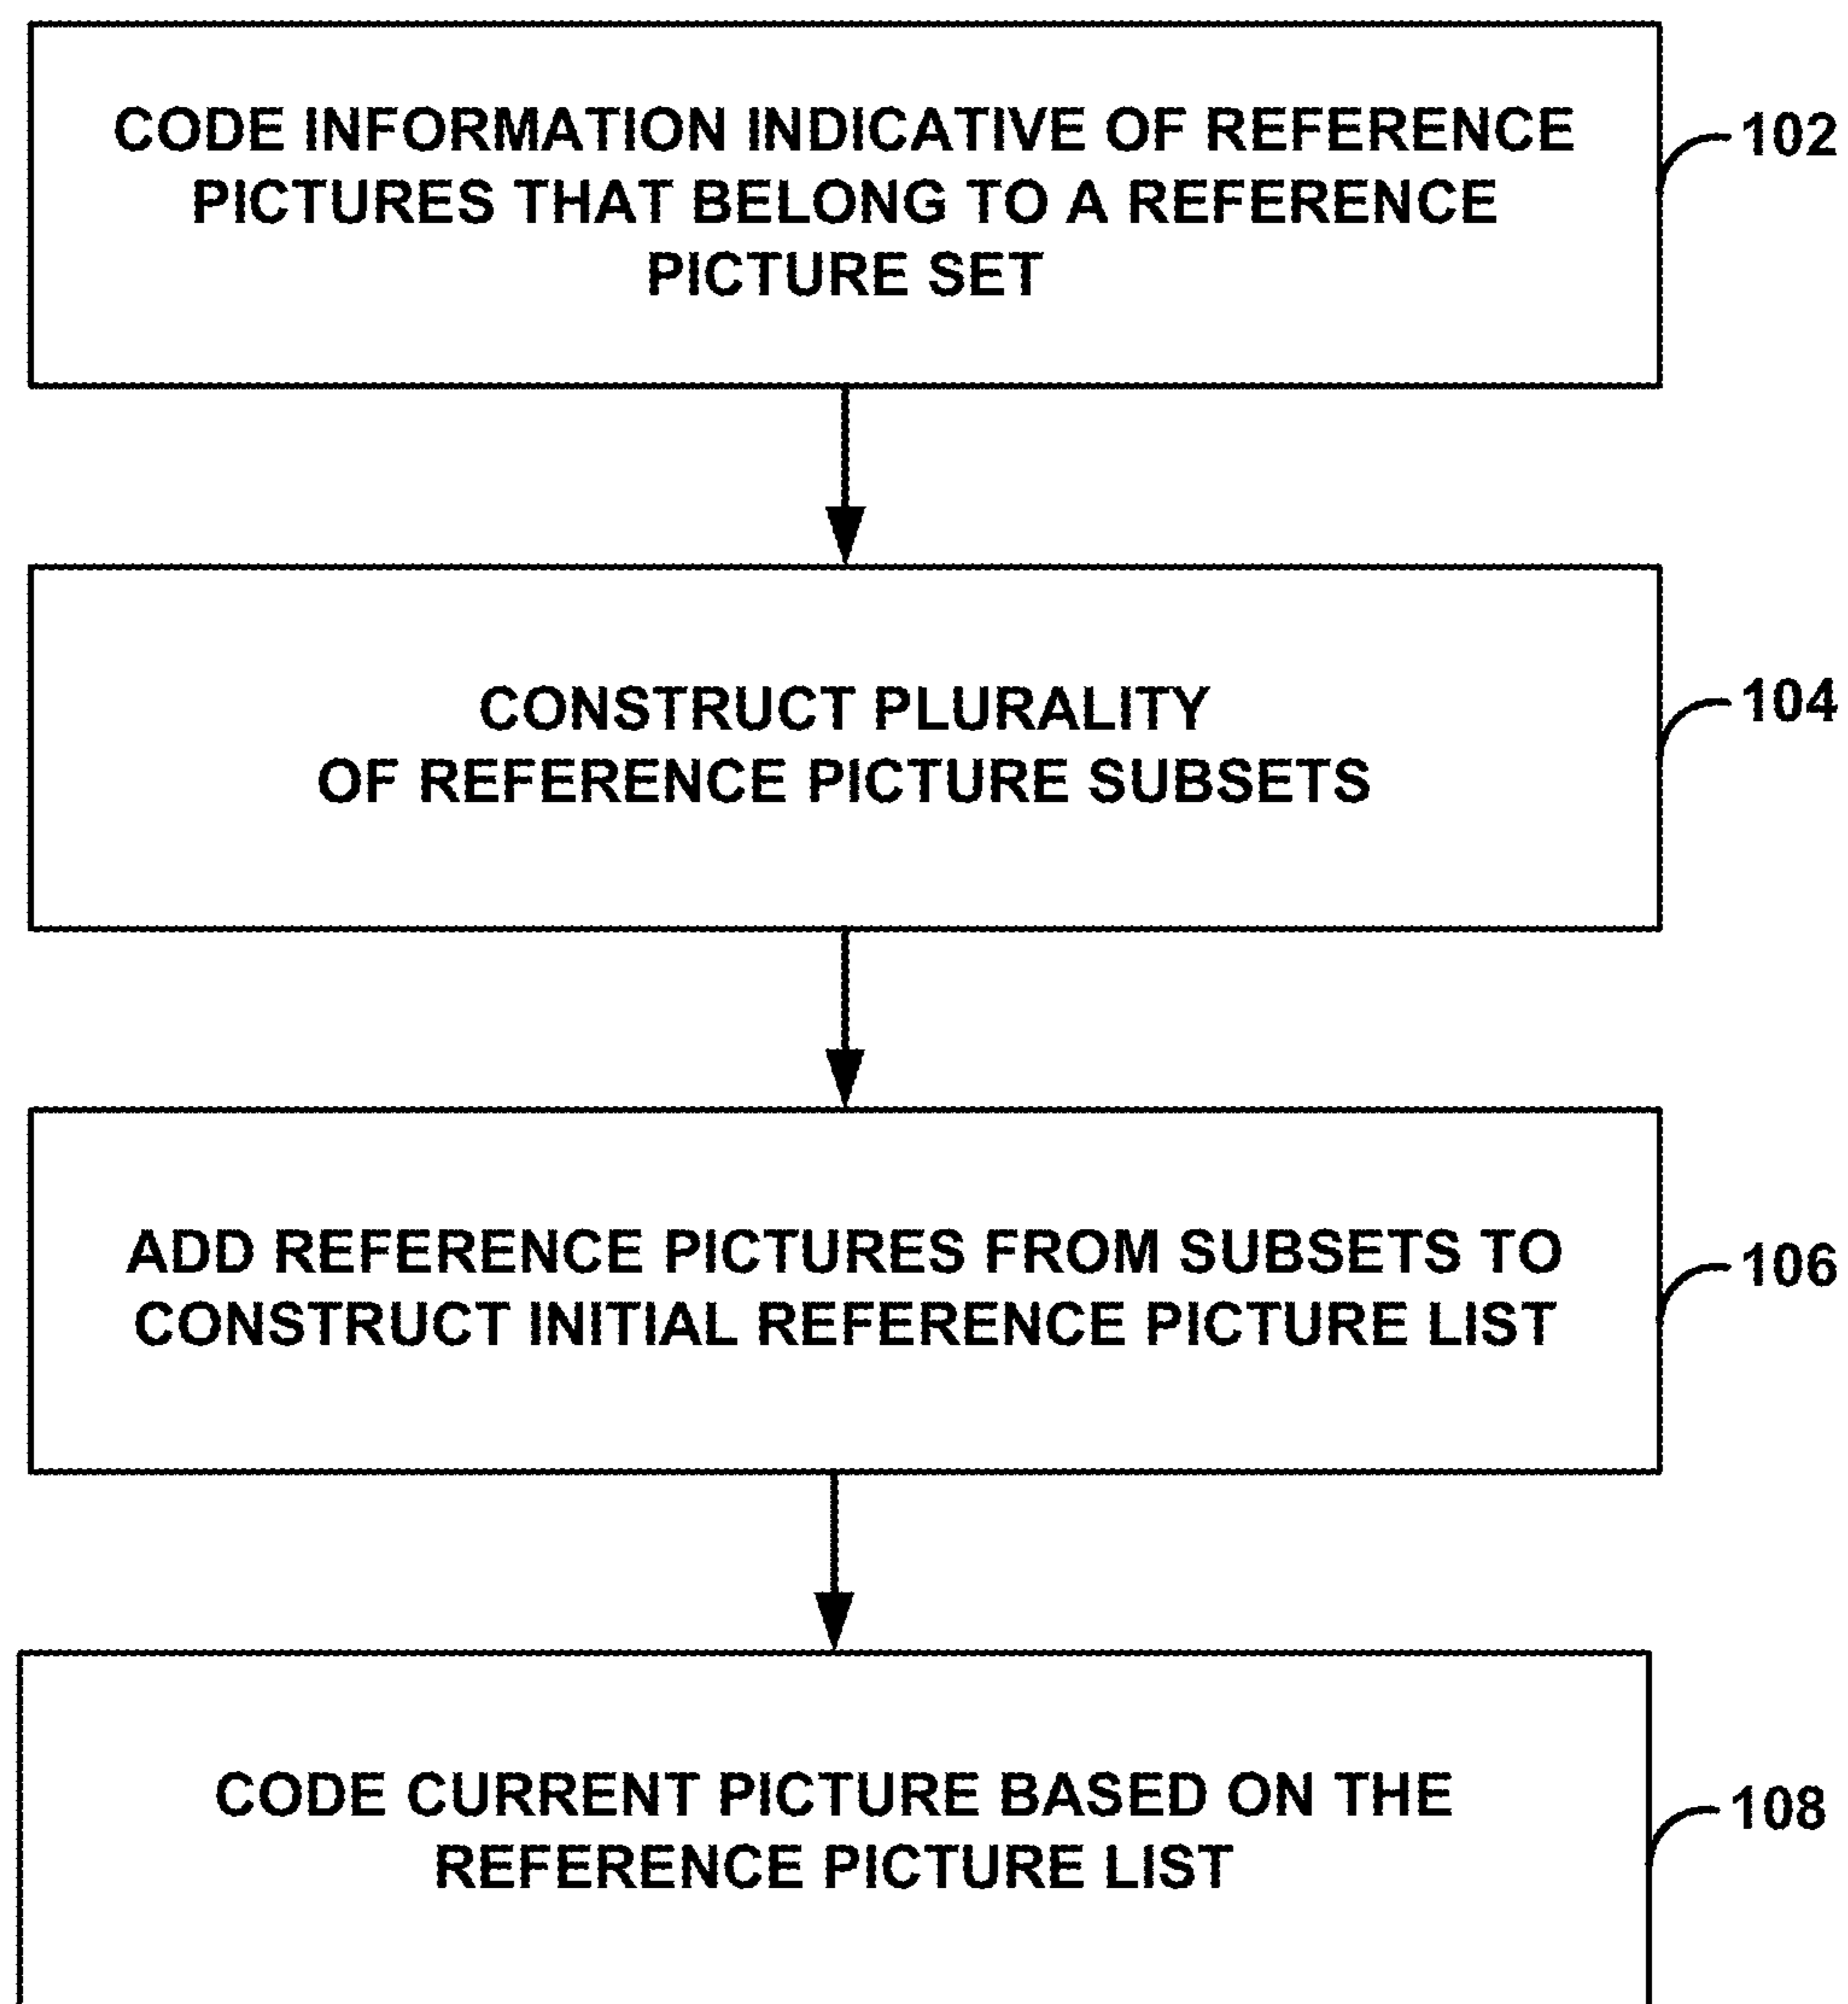 CODE INFORMATION INDICATIVE OF REFERENCE
PICTURES THAT BELONG TO A REFERENCE
PICTURE SET
102
CONSTRUCT PLURALITY
OF REFERENCE PICTURE SUBSETS
104
ADD REFERENCE PICTURES FROM SUBSETS TO
CONSTRUCT INITIAL REFERENCE PICTURE LIST
106
CODE CURRENT PICTURE BASED ON THE
REFERENCE PICTURE LIST
108